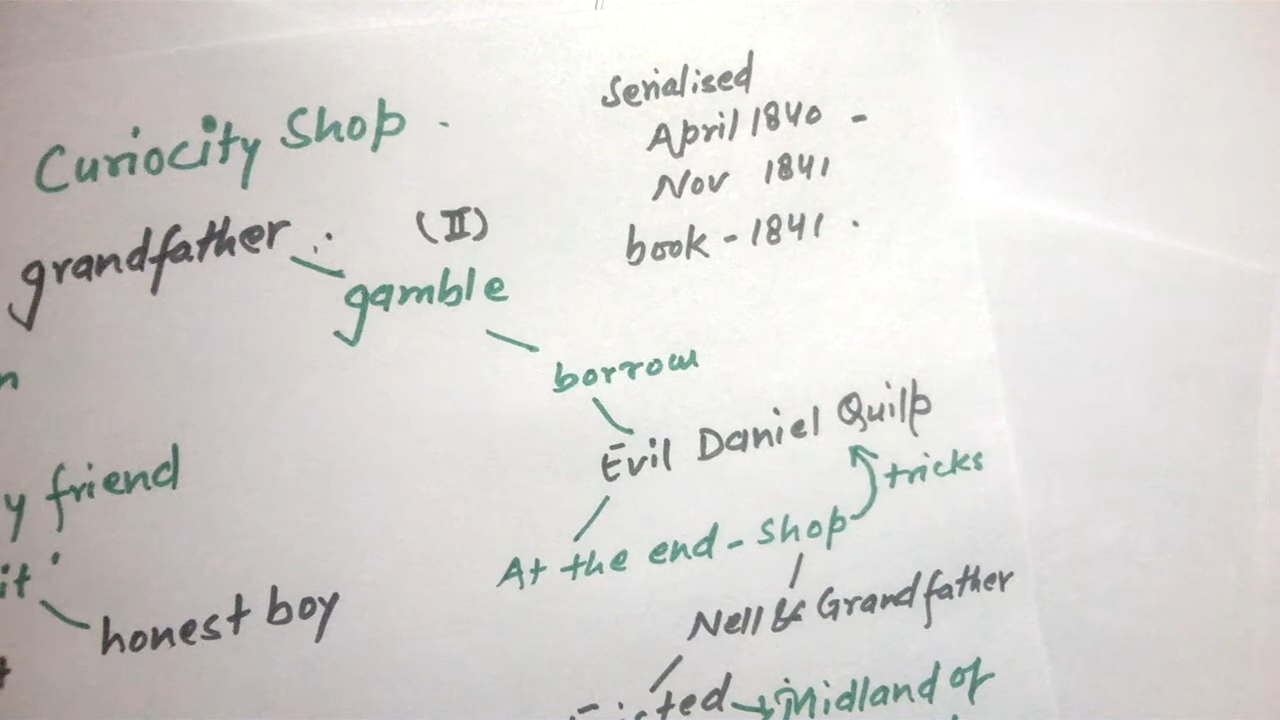 Serialised
Curiocity Shop .
April 1840 -
Nov 1841
grandfather
(II)
book - 1841 .
gamble
borrow
Evil Daniel Quilp
tricks
friend
At the end - shop
honest boy
Nell & Grandfather
Midland of